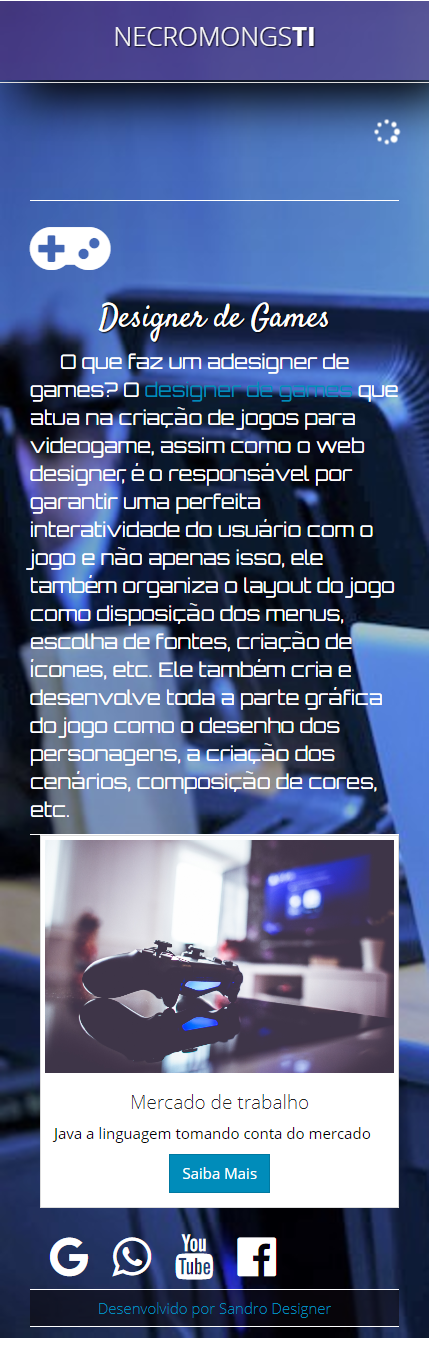 NECROMONGSTI
Designer de Games
O que faz um adesigner de
games? O designer de games que
atua na criação de jogos para
videogame, assim como o web
designer, é o responsável por
garantir uma perfeita
interatividade do usuário com o
jogo e não apenas isso, ele
também organiza o layout do jogo
como disposição dos menus,
escolha de fontes, criação de
ícones, etc. Ele também cria e
desenvolve toda a parte gráfica
do jogo como o desenho dos
personagens, a criação dos
cenários, composição de cores,
etc.
Mercado de trabalho
Java a linguagem tomando conta do mercado
Saiba Mais
You
Tube
Desenvolvido por Sandro Designer